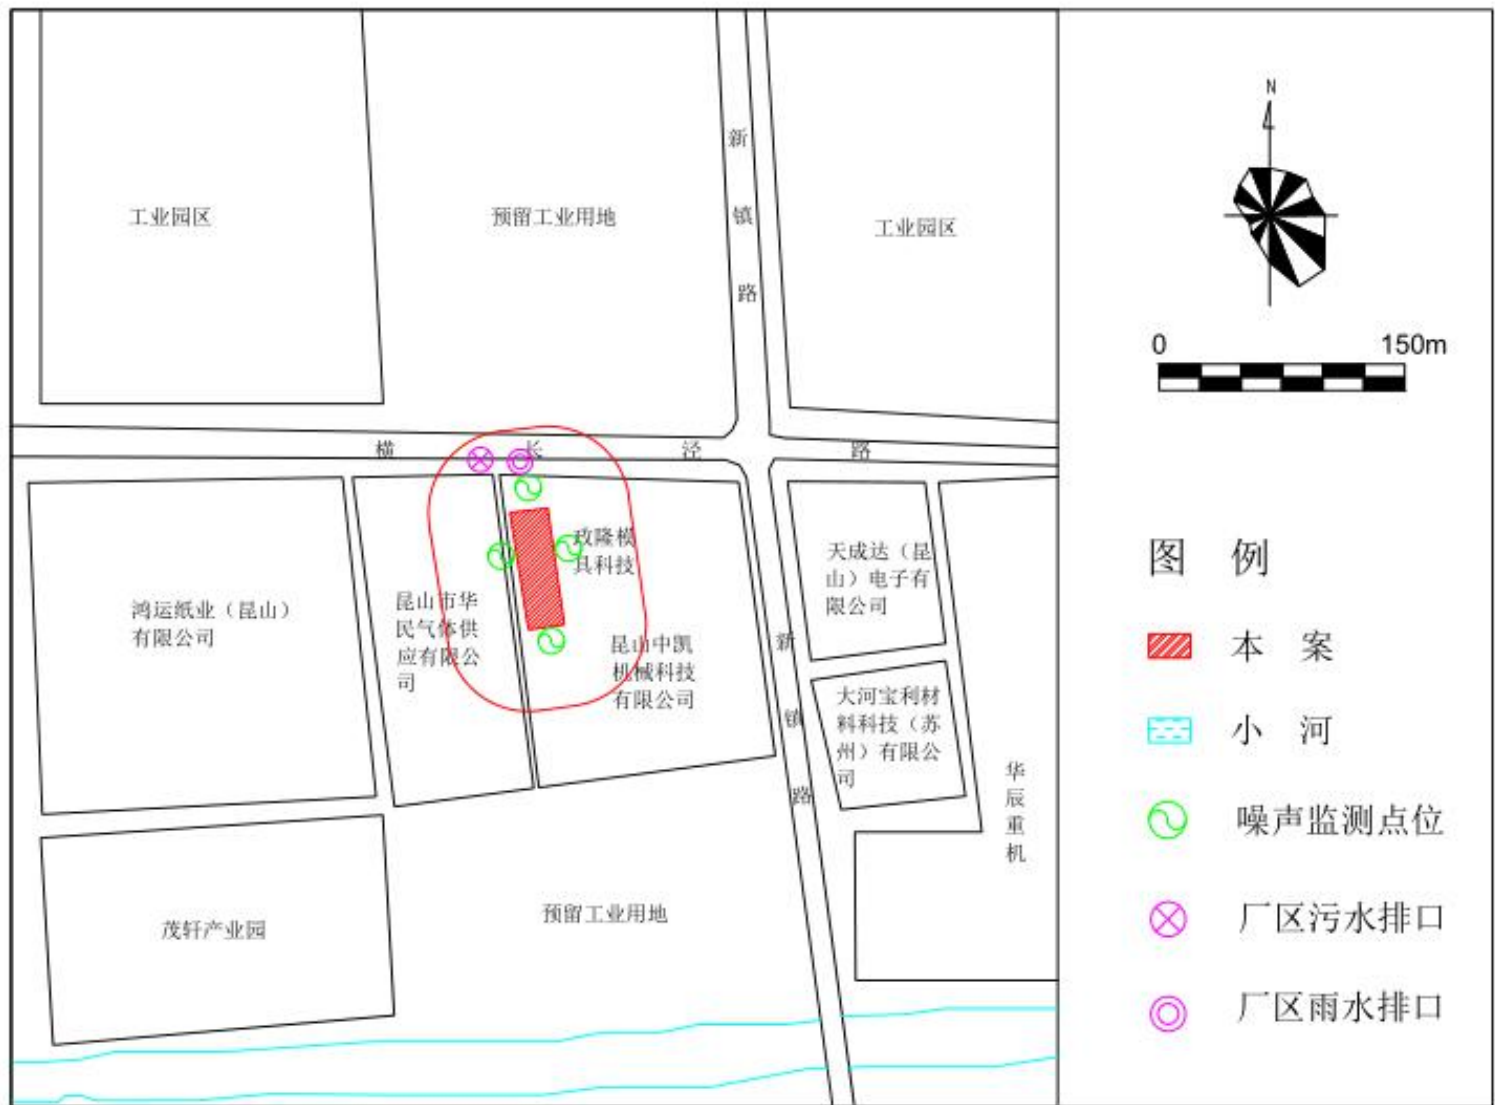 N
0 150m
工业园区
预留工业用地
工业园区
新
镇
路
横 长 泾 路
政隆模
具科技
天成达（昆
山）电子有
限公司
鸿运纸业（昆山）
有限公司
昆山市华
民气体供
应有限公
司
昆山中凯
机械科技
有限公司
新
镇
路
大河宝利材
料科技（苏
州）有限公
司
华
辰
重
机
茂轩产业园
预留工业用地
图 例
本 案
小 河
噪声监测点位
厂区污水排口
厂区雨水排口